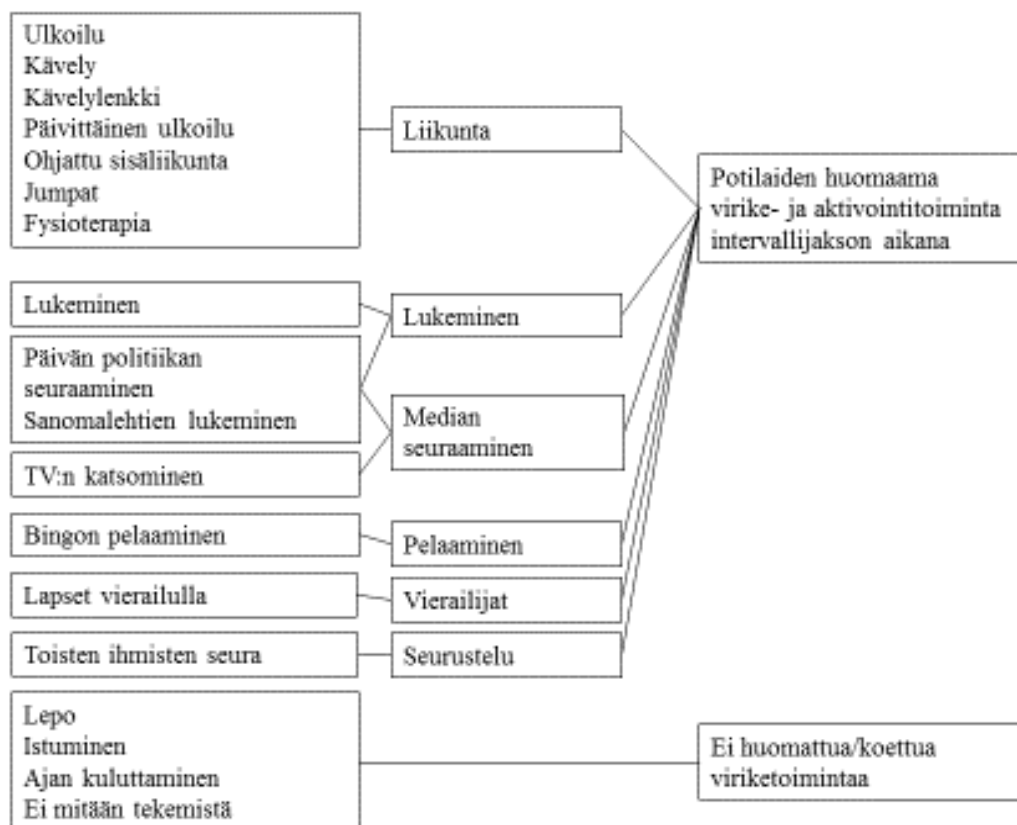 Ulkoilu
Kävely
Kävelylenkki
Päivittäinen ulkoilu
Ohjattu sisäliikunta
Jumpat
Fysioterapia
Lukeminen
Päivän politiikan
seuraaminen
Sanomalehtien lukeminen
TV:n katsominen
Bingon pelaaminen
Lapset vierailulla
Toisten ihmisten seura
Lepo
Istuminen
Ajan kuluttaminen
Ei mitään tekemistä
Liikunta
Lukeminen
Median
seuraaminen
Pelaaminen
Vierailijat
Seurustelu
Potilaiden huomaama
virike- ja aktivointitoiminta
intervallijakson aikana
Ei huomattua/koettua
viriketoimintaa